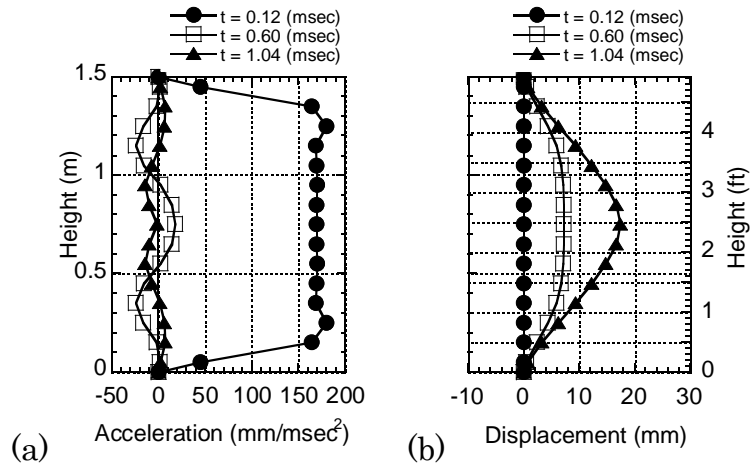 t = 0.12 (msec)
t = 0.60 (msec)
t = 1.04 (msec)
1.5
1
0.5
0
Height (m)
-50 0 50 100 150 200
(a)
Acceleration (mm/msec²)
t = 0.12 (msec)
t = 0.60 (msec)
t = 1.04 (msec)
4
3
2
1
0
Height (ft)
-10 0 10 20 30
(b)
Displacement (mm)